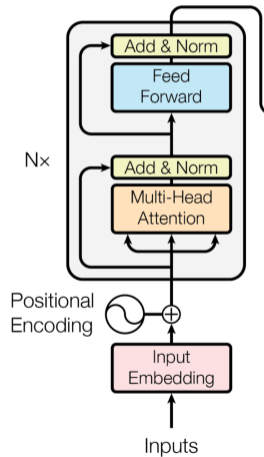 Add & Norm
Feed
Forward
N×
Add & Norm
Multi-Head
Attention
Positional
Encoding
Input
Embedding
Inputs